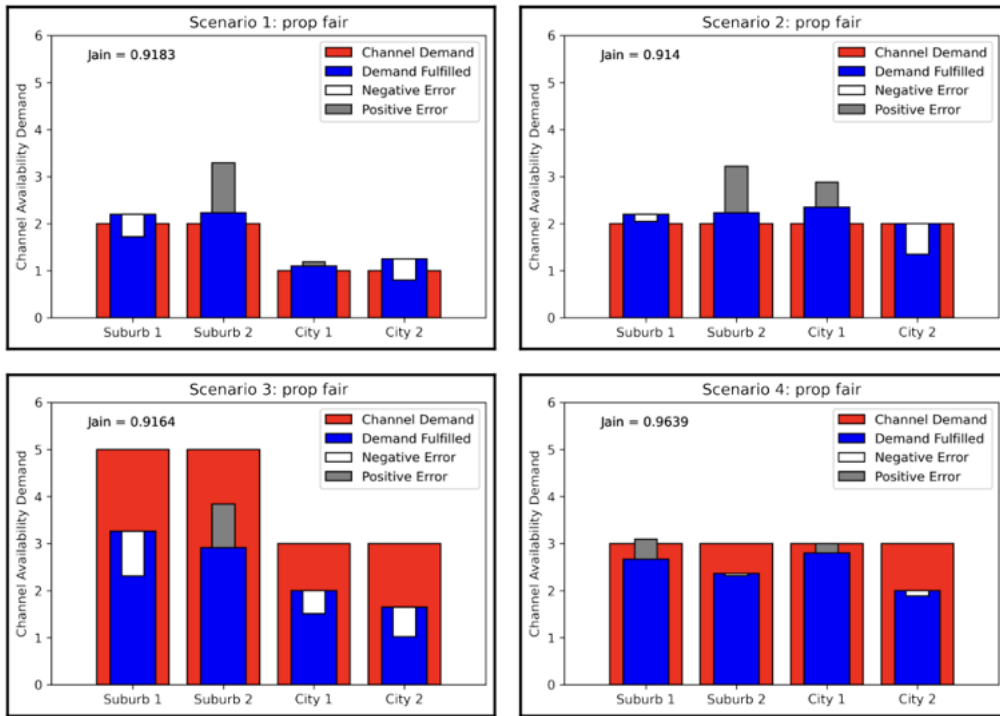 Scenario 1: prop fair
Jain = 0.9183
Channel Demand
Demand Fulfilled
Negative Error
Positive Error
Channel Availability Demand
6
5
4
3
2
1
0
Suburb 1 Suburb 2 City 1 City 2
Scenario 2: prop fair
Jain = 0.914
Channel Demand
Demand Fulfilled
Negative Error
Positive Error
Channel Availability Demand
6
5
4
3
2
1
0
Suburb 1 Suburb 2 City 1 City 2
Scenario 3: prop fair
Jain = 0.9164
Channel Demand
Demand Fulfilled
Negative Error
Positive Error
Channel Availability Demand
6
5
4
3
2
1
0
Suburb 1 Suburb 2 City 1 City 2
Scenario 4: prop fair
Jain = 0.9639
Channel Demand
Demand Fulfilled
Negative Error
Positive Error
Channel Availability Demand
6
5
4
3
2
1
0
Suburb 1 Suburb 2 City 1 City 2